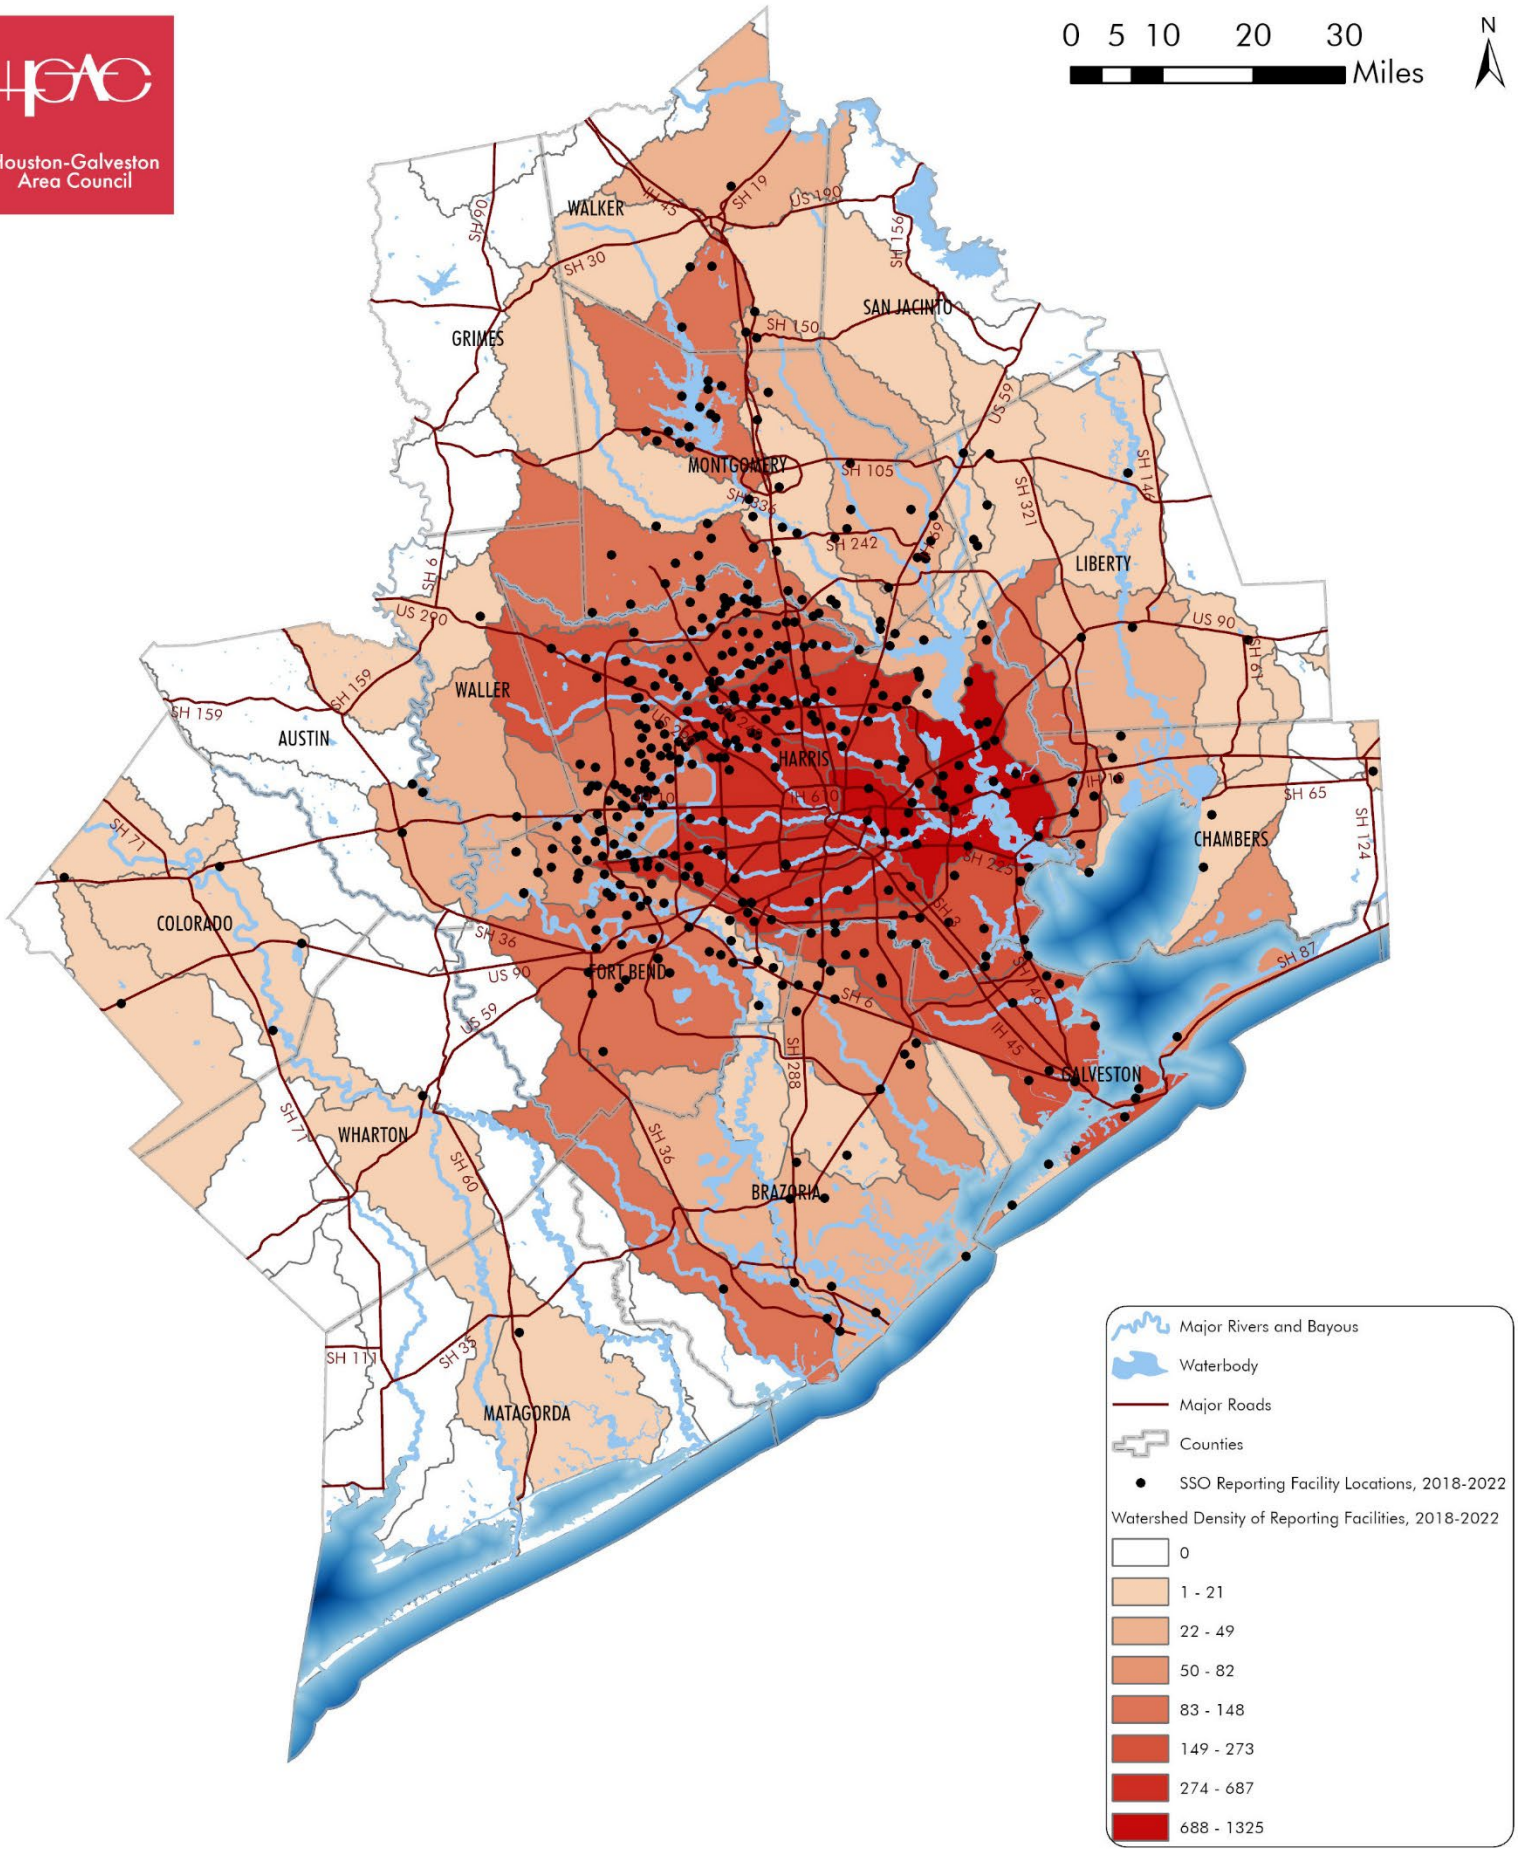 Houston-Galveston
Area Council
0 5 10 20 30
Miles
N
WALKER
IH 45
SH 19
US 190
SH 90
SH 156
SH 30
SAN JACINTO
GRIMES
SH 150
US 59
MONTGOMERY
SH 105
SH 146
SH 336
SH 321
SH 242
LIBERTY
SH 6
US 290
US 90
SH 61
SH 159
WALLER
SH 159
AUSTIN
HARRIS
IH 10
IH 610
SH 65
SH 71
SH 124
CHAMBERS
SH 225
COLORADO
SH 36
SH 3
US 90
FORT BEND
SH 87
SH 146
SH 6
US 59
IH 45
SH 288
GALVESTON
SH 71
WHARTON
SH 36
SH 60
BRAZORIA
SH 111
SH 35
MATAGORDA
Major Rivers and Bayous
Waterbody
Major Roads
Counties
SSO Reporting Facility Locations, 2018-2022
Watershed Density of Reporting Facilities, 2018-2022
0
1 - 21
22 - 49
50 - 82
83 - 148
149 - 273
274 - 687
688 - 1325